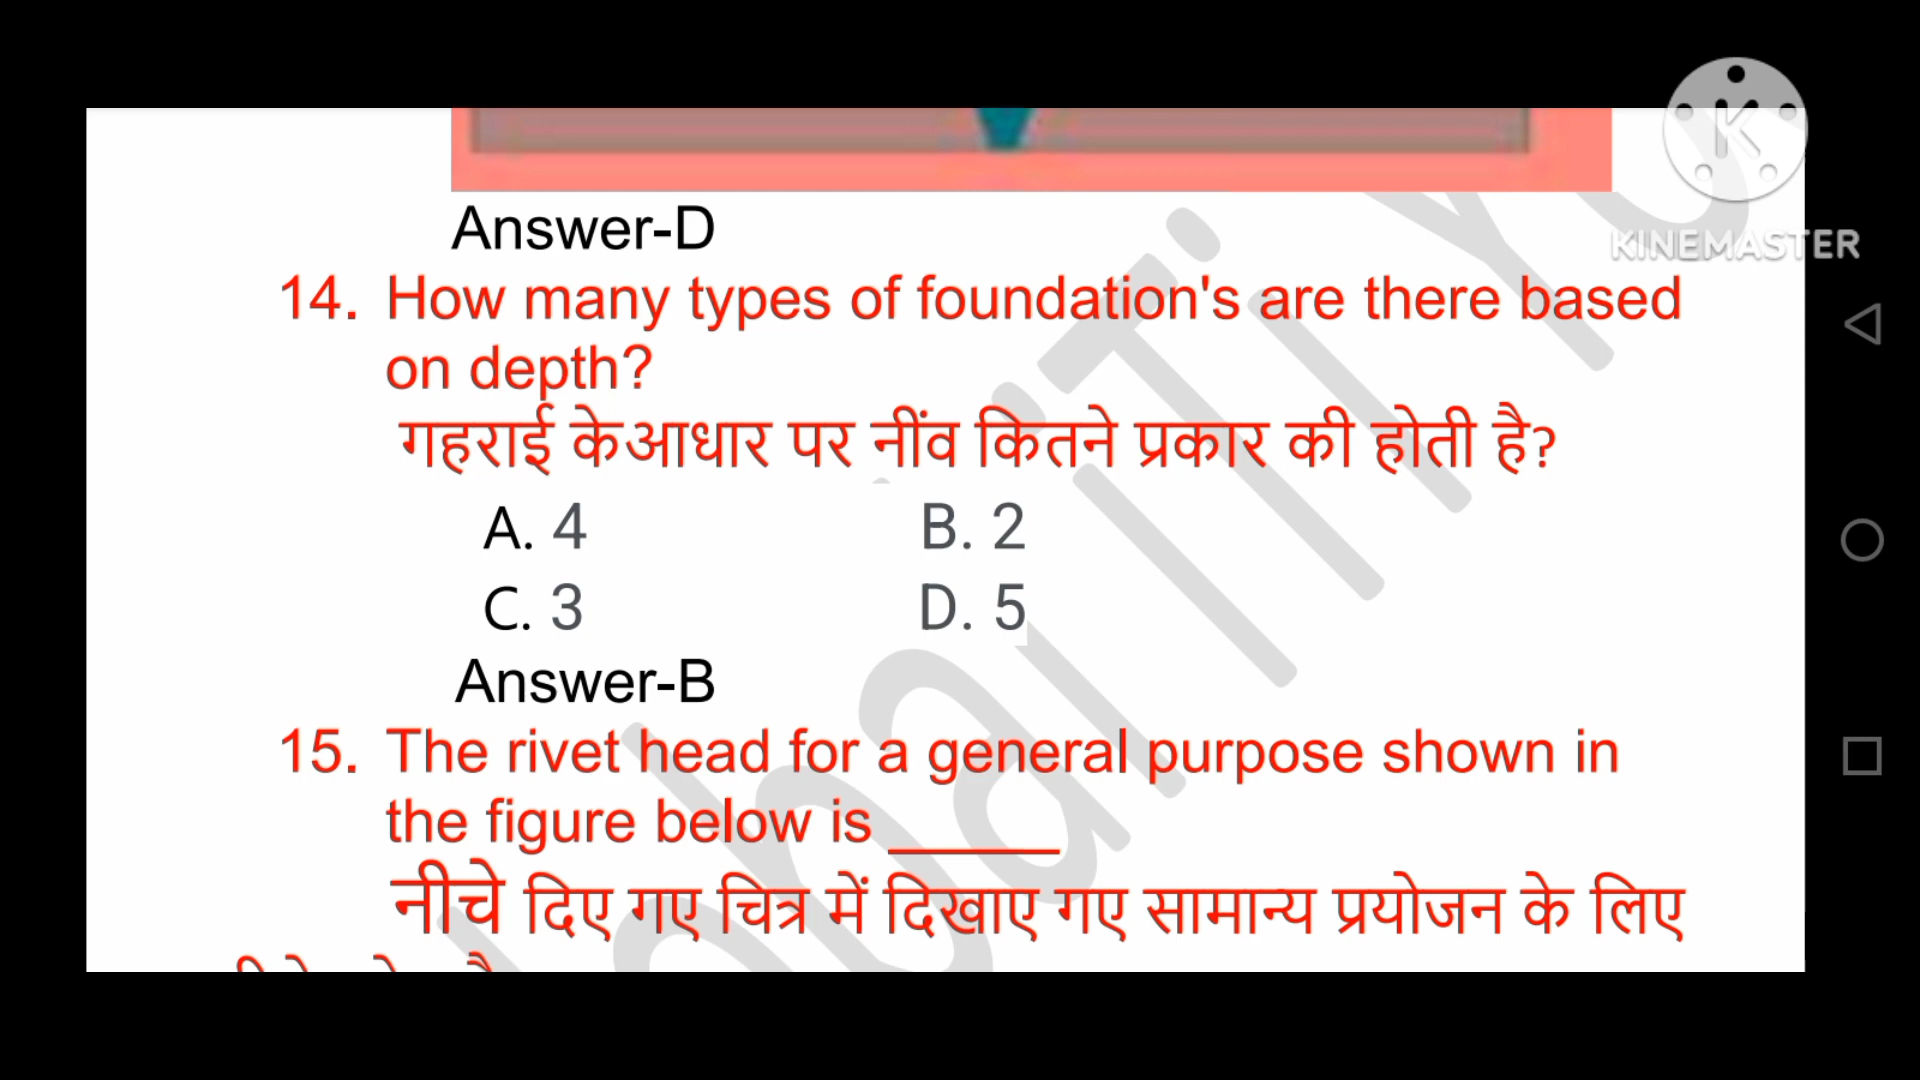 KINEMASTER
Answer-D
14. How many types of foundation's are there based
on depth?
गहराई केआधार पर नींव कितने प्रकार की होती है?
A. 4 B. 2
C. 3 D. 5
Answer-B
15. The rivet head for a general purpose shown in
the figure below is ______
नीचे दिए गए चित्र में दिखाए गए सामान्य प्रयोजन के लिए